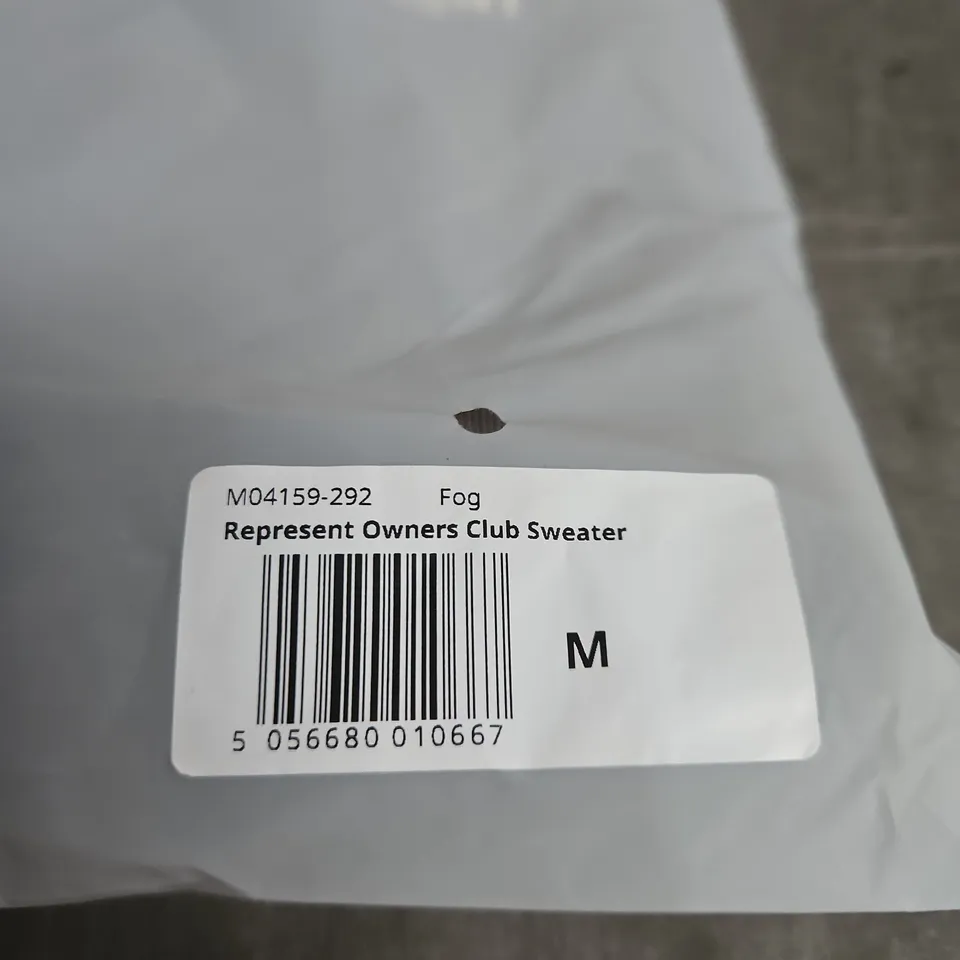 M04159-292 Fog
Represent Owners Club Sweater
M
5 056680 010667